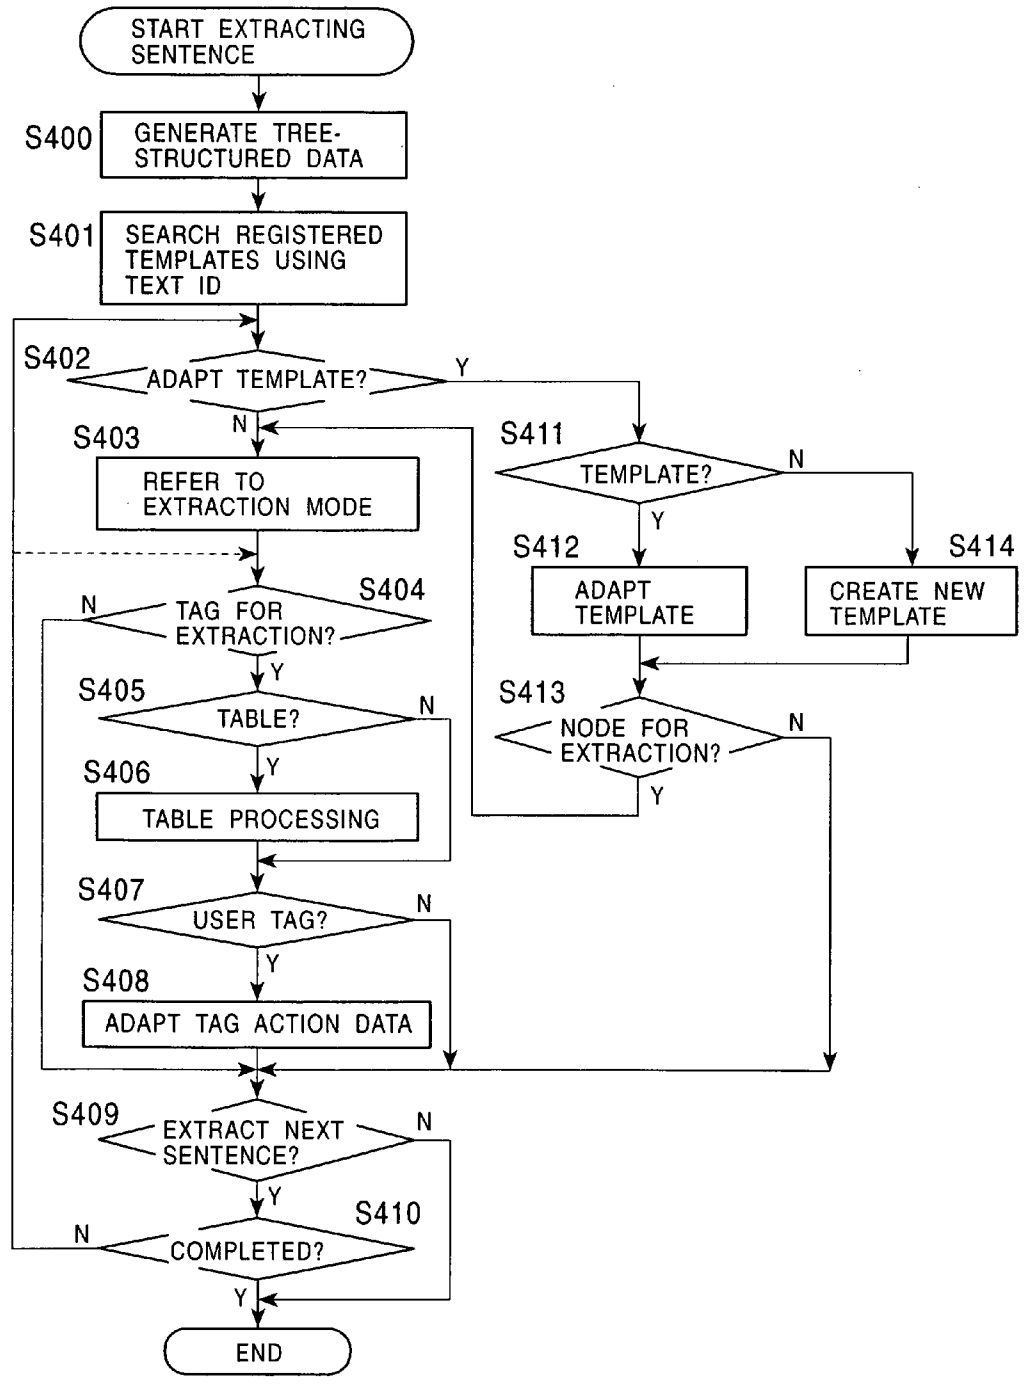 START EXTRACTING
SENTENCE
S400
GENERATE TREE-
STRUCTURED DATA
S401
SEARCH REGISTERED
TEMPLATES USING
TEXT ID
S402
ADAPT TEMPLATE?
Y
N
S403
REFER TO
EXTRACTION MODE
S404
TAG FOR
EXTRACTION?
N
Y
S405
TABLE?
N
Y
S406
TABLE PROCESSING
S407
USER TAG?
N
Y
S408
ADAPT TAG ACTION DATA
S409
EXTRACT NEXT
SENTENCE?
N
Y
S410
COMPLETED?
N
Y
END
S411
TEMPLATE?
N
Y
S412
ADAPT
TEMPLATE
S414
CREATE NEW
TEMPLATE
S413
NODE FOR
EXTRACTION?
N
Y